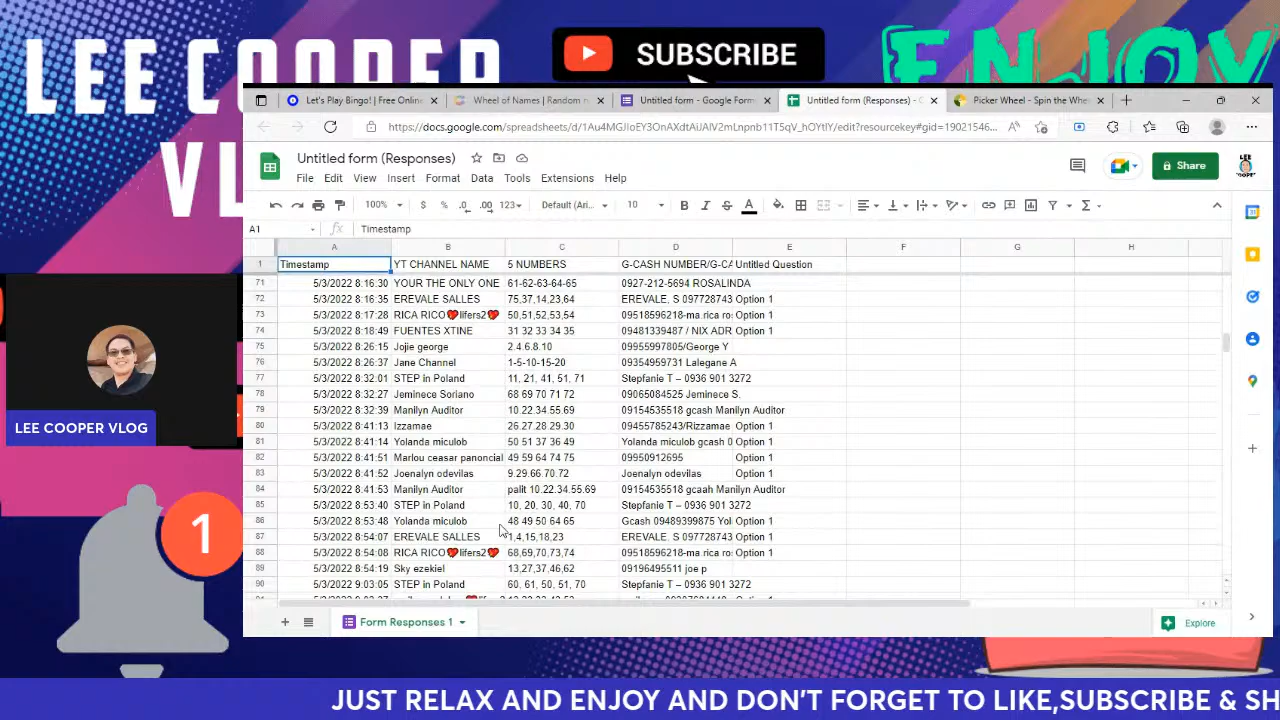 LEE COOPER
VL
SUBSCRIBE
ENJOY
Let's Play Bingo! | Free Online
Wheel of Names | Random n
Untitled form - Google Form
Untitled form (Responses) - G
Picker Wheel - Spin the Whee
Untitled form (Responses)
File Edit View Insert Format Data Tools Extensions Help
Share
100% $ % .0 .00 123 Default (Ari... 10 B I S A
A1 fx Timestamp
A B C D E F G H
1 Timestamp YT CHANNEL NAME 5 NUMBERS G-CASH NUMBER/G-CA Untitled Question
71 5/3/2022 8:16:30 YOUR THE ONLY ONE 61-62-63-64-65 0927-212-5694 ROSALINDA
72 5/3/2022 8:16:35 EREVALE SALLES 75,37,14,23,64 EREVALE, S 097728743 Option 1
73 5/3/2022 8:17:28 RICA RICO❤️lifers2❤️ 50,51,52,53,54 09518596218-ma.rica ro Option 1
74 5/3/2022 8:18:49 FUENTES XTINE 31 32 33 34 35 09481339487 / NIX ADR Option 1
75 5/3/2022 8:26:15 Jojie george 2.4.6.8.10 09955997805/George Y
76 5/3/2022 8:26:37 Jane Channel 1-5-10-15-20 09354959731 Lalegane A
77 5/3/2022 8:32:01 STEP in Poland 11, 21, 41, 51, 71 Stepfanie T – 0936 901 3272
78 5/3/2022 8:32:27 Jeminece Soriano 68 69 70 71 72 09065084525 Jeminece S.
79 5/3/2022 8:32:39 Manilyn Auditor 10.22.34.55.69 09154535518 gcash Manilyn Auditor
80 5/3/2022 8:41:13 Izzamae 26.27.28.29.30 09455785243/Rizzamae Option 1
81 5/3/2022 8:41:14 Yolanda miculob 50 51 37 36 49 Yolanda miculob gcash 0 Option 1
82 5/3/2022 8:41:51 Marlou ceasar panoncial 49 59 64 74 75 09950912695 Option 1
83 5/3/2022 8:41:52 Joenalyn odevilas 9.29.66.70.72 Joenalyn odevilas Option 1
84 5/3/2022 8:41:53 Manilyn Auditor palit 10.22.34.55.69 09154535518 gcaah Manilyn Auditor
85 5/3/2022 8:53:40 STEP in Poland 10, 20, 30, 40, 70 Stepfanie T – 0936 901 3272
86 5/3/2022 8:53:48 Yolanda miculob 48 49 50 64 65 Gcash 09489399875 Yol Option 1
87 5/3/2022 8:54:07 EREVALE SALLES 1,4,15,18,23 EREVALE. S 097728743 Option 1
88 5/3/2022 8:54:08 RICA RICO❤️lifers2❤️ 68,69,70,73,74 09518596218-ma.rica ro Option 1
89 5/3/2022 8:54:19 Sky ezekiel 13,27,37,46,62 09196495511 joe p
90 5/3/2022 9:03:05 STEP in Poland 60, 61, 50, 51, 70 Stepfanie T – 0936 901 3272
Form Responses 1
Explore
LEE COOPER VLOG
1
JUST RELAX AND ENJOY AND DON'T FORGET TO LIKE,SUBSCRIBE & SH